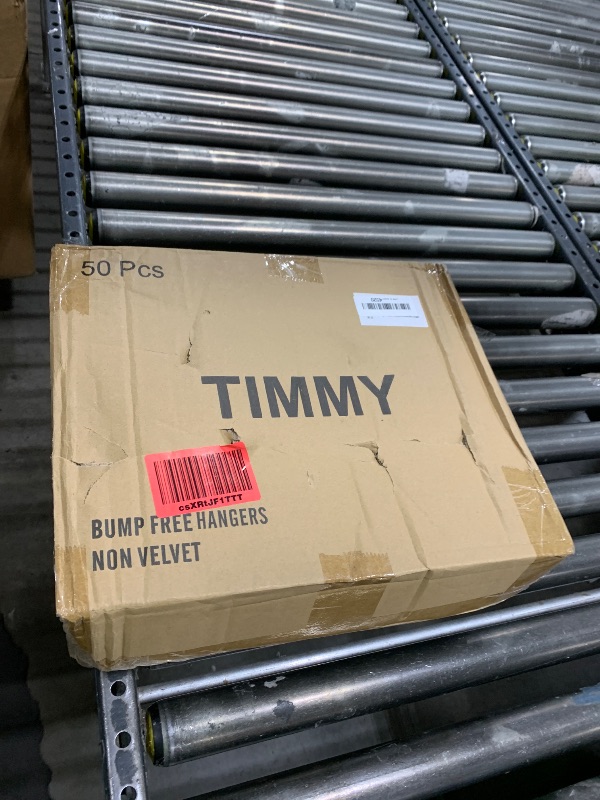 50 Pcs
TIMMY
csXRtJF1TTT
BUMP FREE HANGERS
NON VELVET